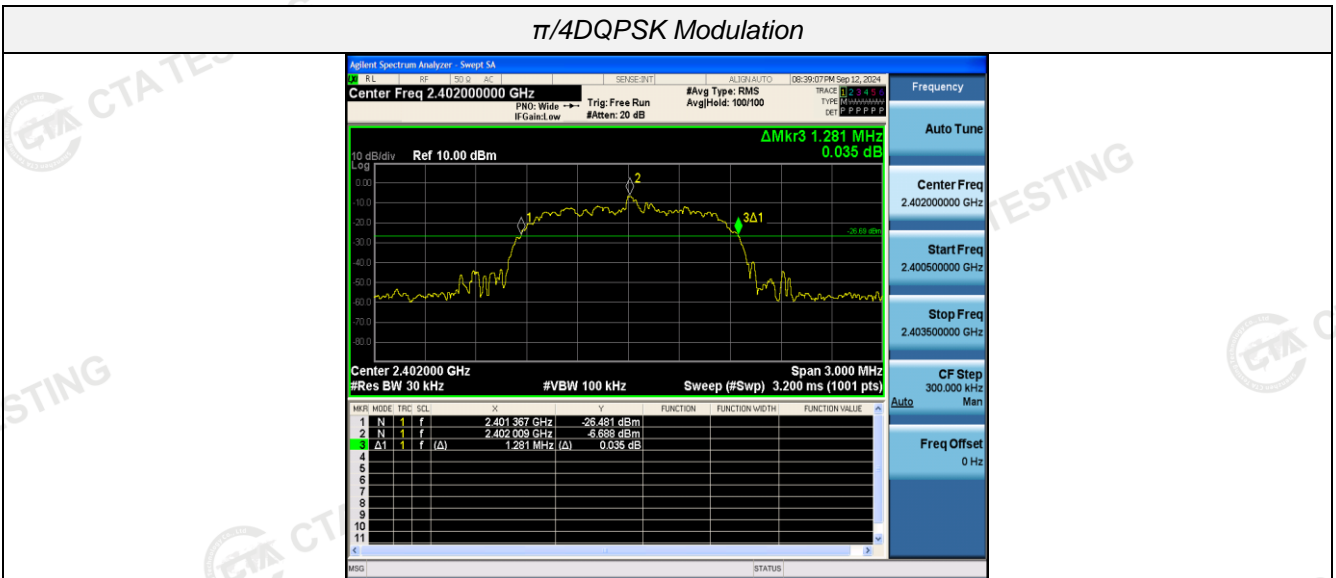 π/4DQPSK Modulation
Agilent Spectrum Analyzer - Swept SA
RL RF 50 Ω AC SENSE:INT ALIGNAUTO 08:39:07 PM Sep 12, 2024
Center Freq 2.402000000 GHz
PNO: Wide
IFGain:Low
Trig: Free Run
#Atten: 20 dB
#Avg Type: RMS
Avg|Hold: 100/100
TRACE 1 2 3 4 5 6
TYPE M
DET P P P P P P
ΔMkr3 1.281 MHz
0.035 dB
10 dB/div Ref 10.00 dBm
Log
0.00
-10.0
-20.0
-30.0
-40.0
-50.0
-60.0
-70.0
-80.0
1
2
3Δ1
-26.69 dBm
Center 2.402000 GHz Span 3.000 MHz
#Res BW 30 kHz #VBW 100 kHz Sweep (#Swp) 3.200 ms (1001 pts)
MKR MODE TRC SCL X Y FUNCTION FUNCTION WIDTH FUNCTION VALUE
1 N 1 f 2.401 367 GHz -26.481 dBm
2 N 1 f 2.402 009 GHz -6.688 dBm
3 Δ1 1 f (Δ) 1.281 MHz (Δ) 0.035 dB
4
5
6
7
8
9
10
11
MSG STATUS
Frequency
Auto Tune
Center Freq
2.402000000 GHz
Start Freq
2.400500000 GHz
Stop Freq
2.403500000 GHz
CF Step
300.000 kHz
Auto Man
Freq Offset
0 Hz
CTA TES
TESTING
STING
CTA
CTA